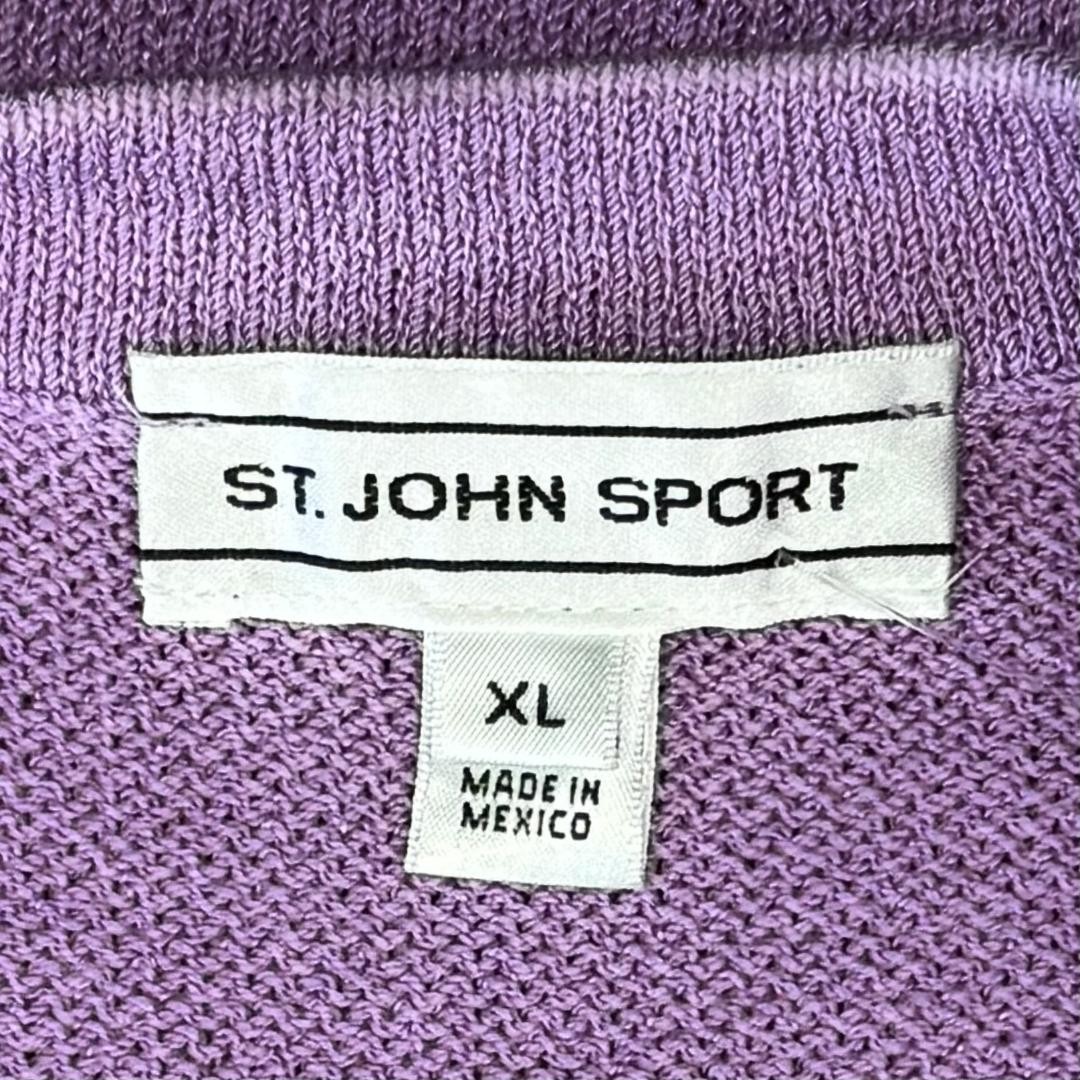 ST. JOHN SPORT
XL
MADE IN
MEXICO